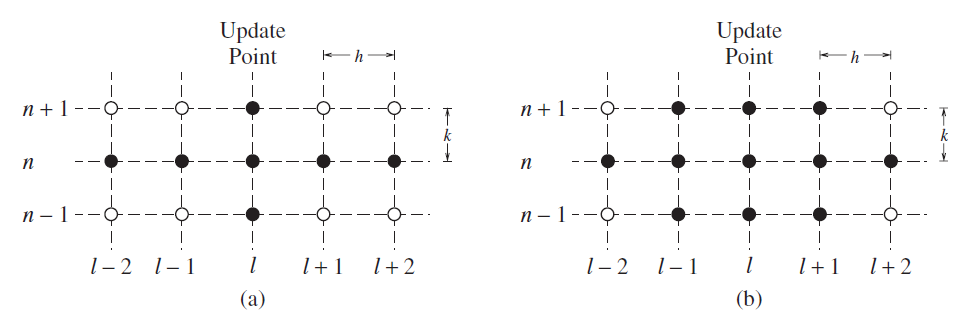 Update
Point
h
n + 1
k
n
n – 1
l – 2 l – 1 l l + 1 l + 2
(a)
Update
Point
h
n + 1
k
n
n – 1
l – 2 l – 1 l l + 1 l + 2
(b)